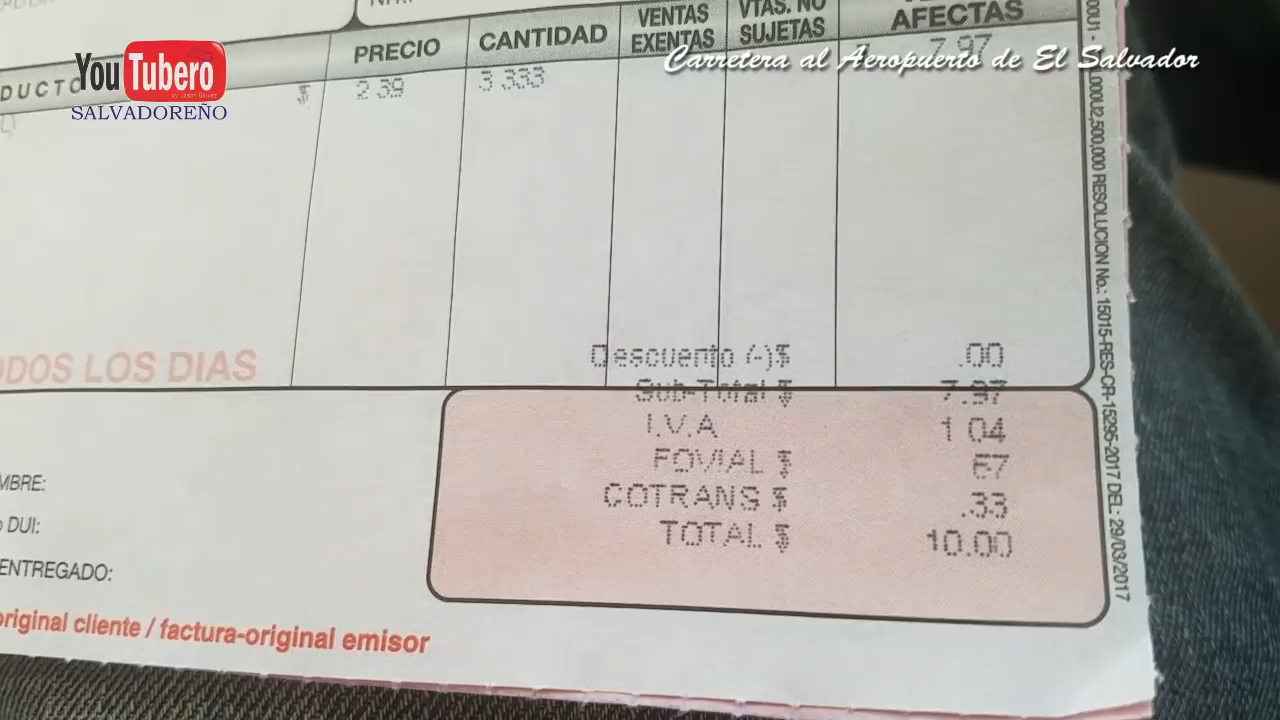 VENTAS EXENTAS
VTAS. NO SUJETAS
AFECTAS
PRECIO
CANTIDAD
DUCTO
$ 2.39 3.333 7.97
YouTubero
SALVADOREÑO
Carretera al Aeropuerto de El Salvador
ODOS LOS DIAS
Descuento (-)$ .00
Sub-Total $ 7.97
I.V.A 1.04
FOVIAL $ .67
COTRANS $ .33
TOTAL $ 10.00
MBRE:
DUI:
ENTREGADO:
original cliente / factura-original emisor
000U2,500,000 RESOLUCION No.: 15015-RES-CR-15295-2017 DEL: 29/03/2017